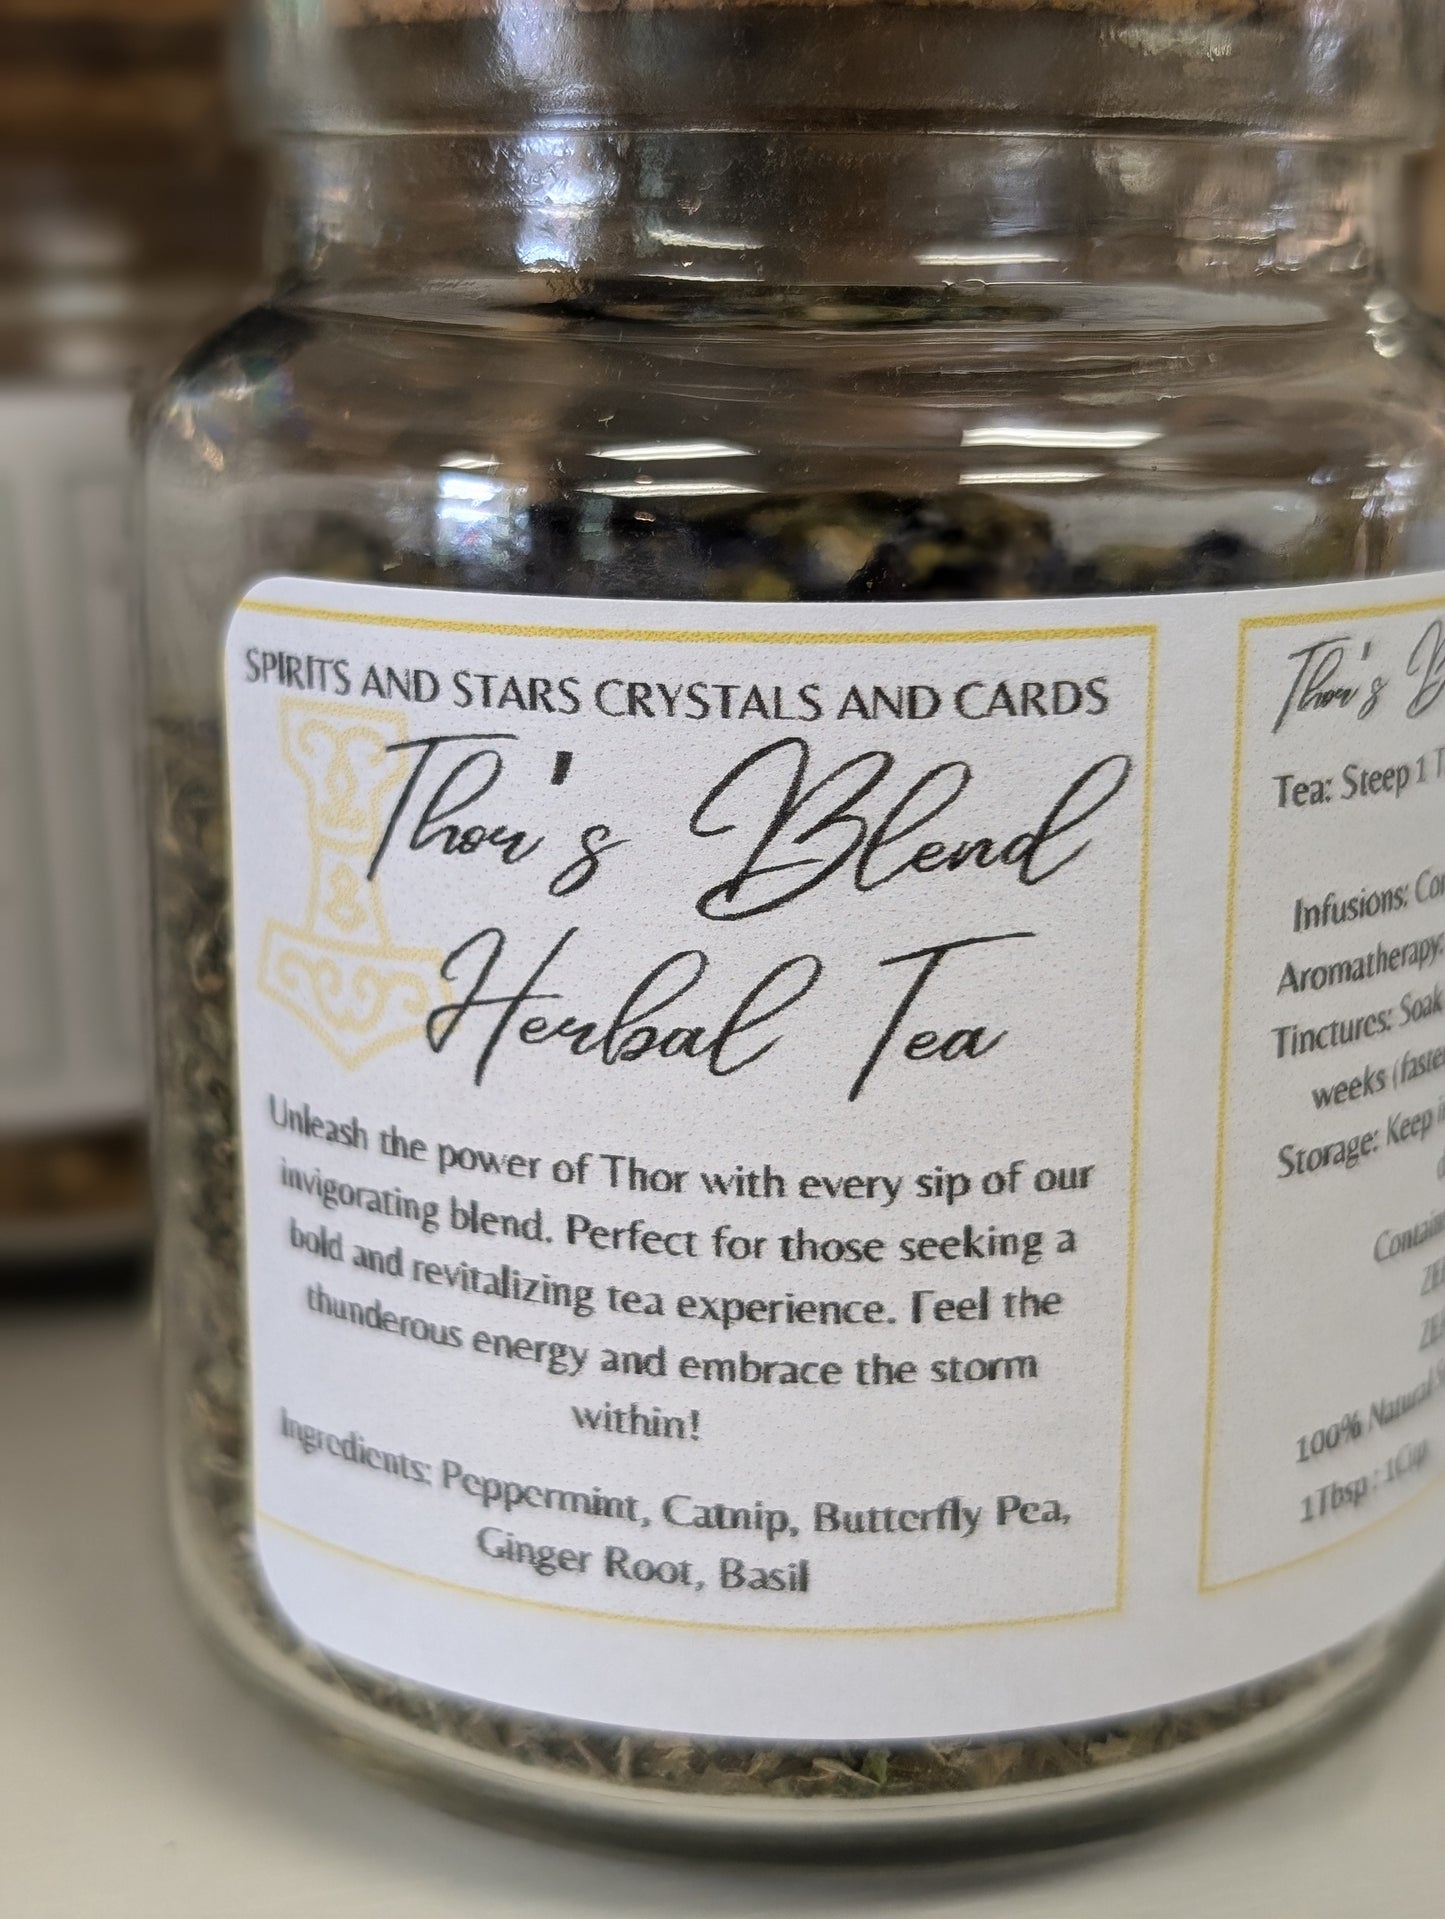 SPIRITS AND STARS CRYSTALS AND CARDS
Thor's Blend
Herbal Tea
Unleash the power of Thor with every sip of our
invigorating blend. Perfect for those seeking a
bold and revitalizing tea experience. Feel the
thunderous energy and embrace the storm
within!
Ingredients: Peppermint, Catnip, Butterfly Pea,
Ginger Root, Basil
Thor's
Tea: Steep 1
Infusions:
Aromatherapy:
Tinctures: Soak
weeks (faste
Storage: Keep
Contain
100% Natural
1Tbsp : 1Cup